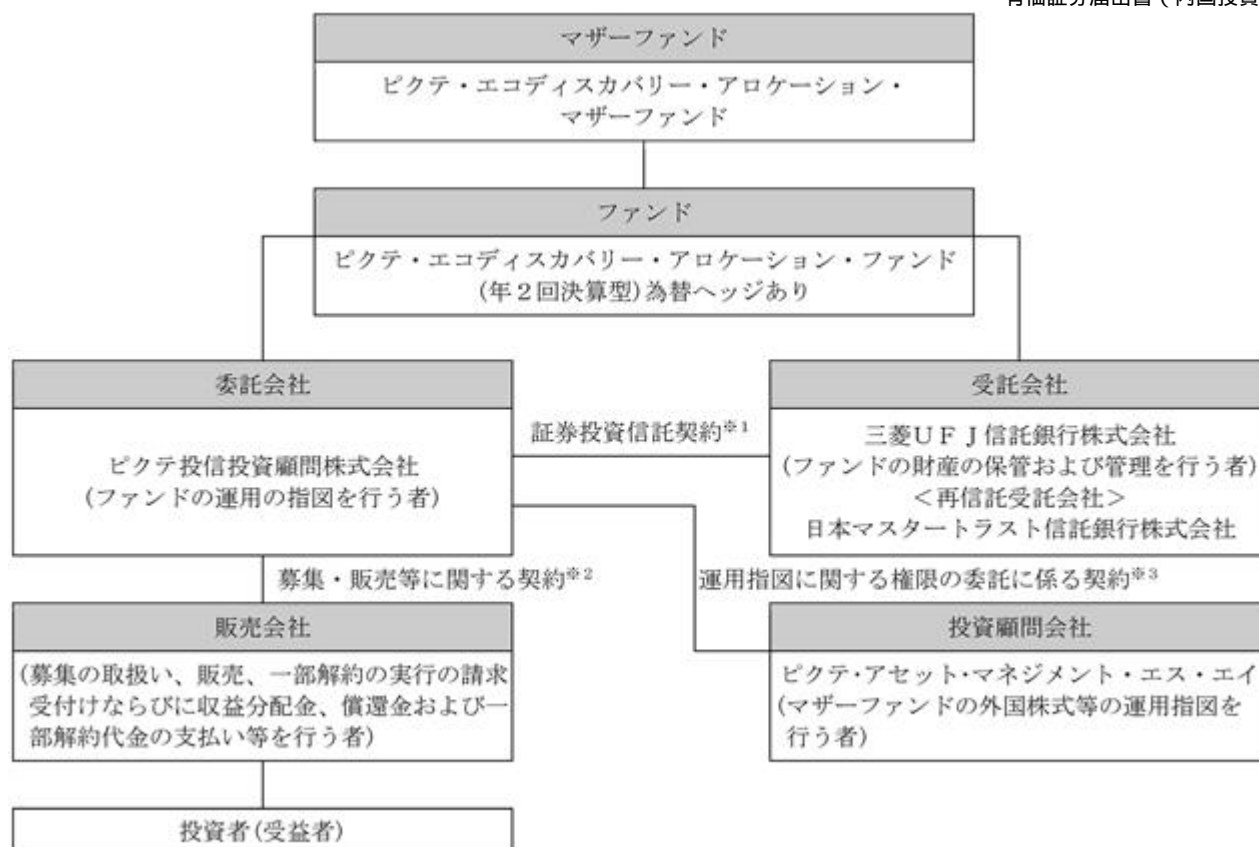 有価証券届出書（内国投資
マザーファンド
ピクテ・エコディスカバリー・アロケーション・
マザーファンド
ファンド
ピクテ・エコディスカバリー・アロケーション・ファンド
(年２回決算型)為替ヘッジあり
委託会社
ピクテ投信投資顧問株式会社
(ファンドの運用の指図を行う者)
証券投資信託契約※1
受託会社
三菱ＵＦＪ信託銀行株式会社
(ファンドの財産の保管および管理を行う者)
＜再信託受託会社＞
日本マスタートラスト信託銀行株式会社
募集・販売等に関する契約※2
運用指図に関する権限の委託に係る契約※3
販売会社
(募集の取扱い、販売、一部解約の実行の請求
受付けならびに収益分配金、償還金および一
部解約代金の支払い等を行う者)
投資顧問会社
ピクテ・アセット・マネジメント・エス・エイ
(マザーファンドの外国株式等の運用指図を
行う者)
投資者(受益者)